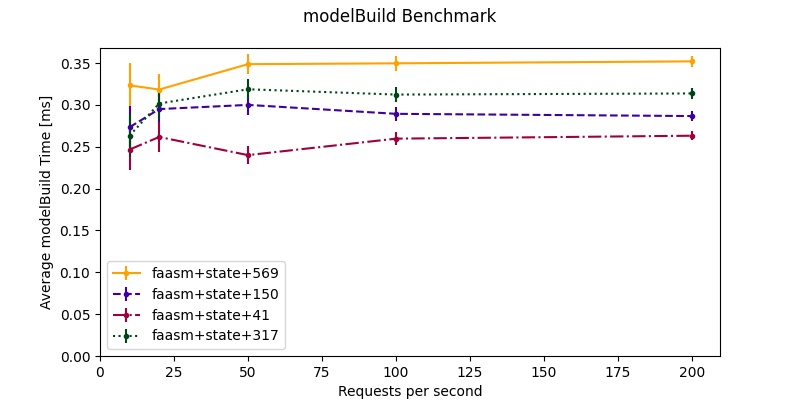 modelBuild Benchmark
Average modelBuild Time [ms]
0.35
0.30
0.25
0.20
0.15
0.10
0.05
0.00
faasm+state+569
faasm+state+150
faasm+state+41
faasm+state+317
0 25 50 75 100 125 150 175 200
Requests per second